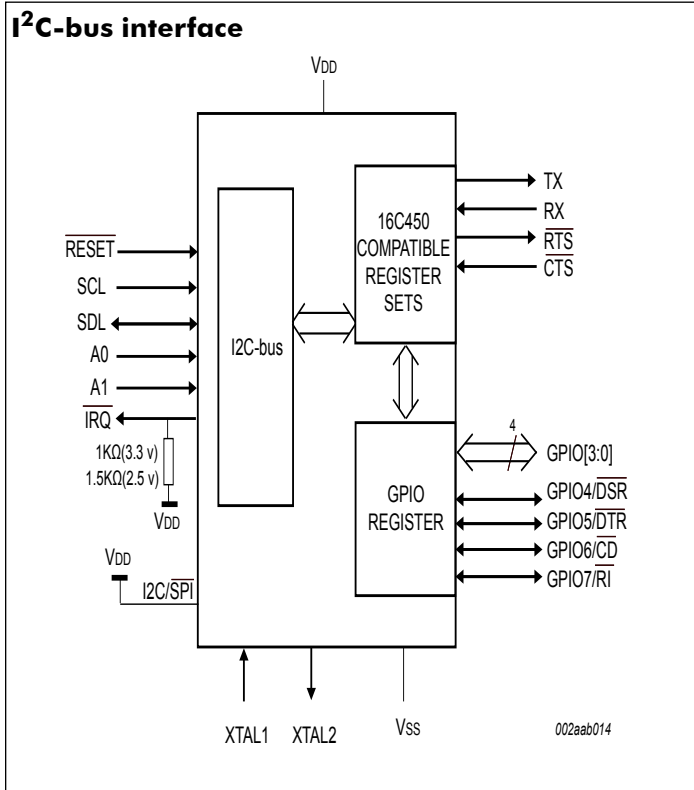 I²C-bus interface
VDD
RESET
SCL
SDL
A0
A1
IRQ
1KΩ(3.3 v)
1.5KΩ(2.5 v)
VDD
VDD
I2C/SPI
I2C-bus
16C450
COMPATIBLE
REGISTER
SETS
TX
RX
RTS
CTS
GPIO
REGISTER
4
GPIO[3:0]
GPIO4/DSR
GPIO5/DTR
GPIO6/CD
GPIO7/RI
XTAL1
XTAL2
VSS
002aab014